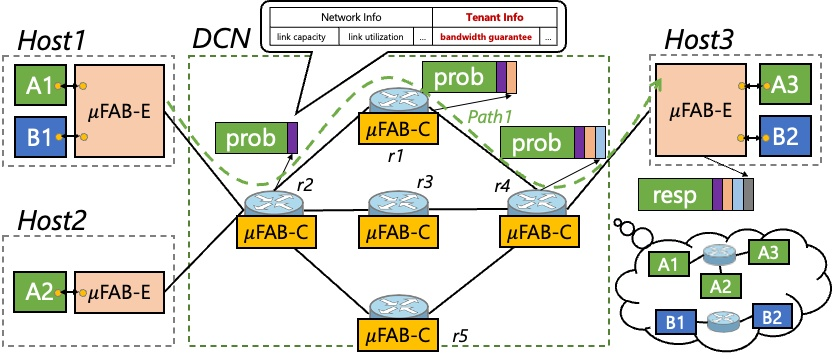 Network Info
Tenant Info
link capacity
link utilization
...
bandwidth guarantee
...
Host1
DCN
Host3
A1
B1
μFAB-E
prob
prob
Path1
μFAB-C
r1
prob
μFAB-E
A3
B2
resp
r2
r3
r4
μFAB-C
μFAB-C
μFAB-C
Host2
A2
μFAB-E
μFAB-C
r5
A1
A3
A2
B1
B2